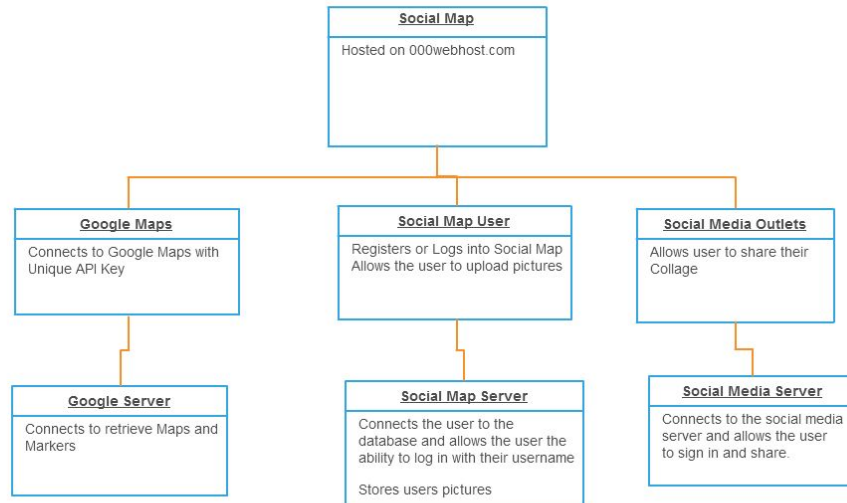 Social Map
Hosted on 000webhost.com
Google Maps
Connects to Google Maps with
Unique API Key
Social Map User
Registers or Logs into Social Map
Allows the user to upload pictures
Social Media Outlets
Allows user to share their
Collage
Google Server
Connects to retrieve Maps and
Markers
Social Map Server
Connects the user to the
database and allows the user the
ability to log in with their username
Stores users pictures
Social Media Server
Connects to the social media
server and allows the user
to sign in and share.